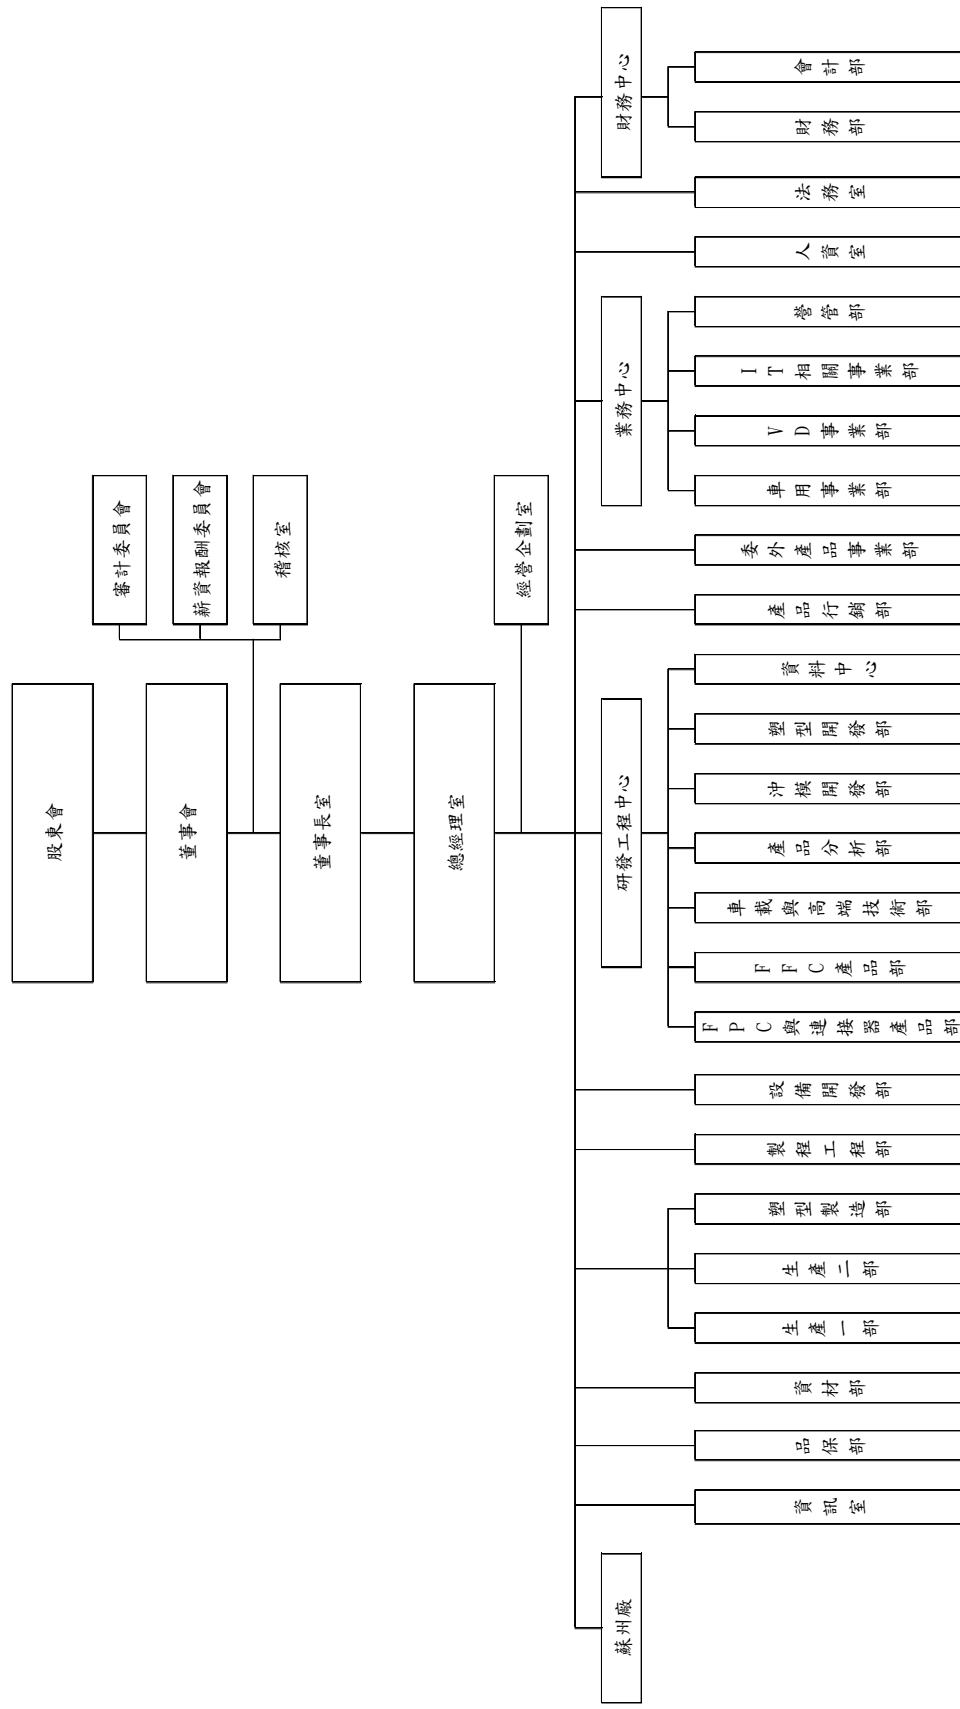 股東會
董事會
審計委員會
薪資報酬委員會
稽核室
董事長室
總經理室
經營企劃室
蘇州廠
資訊室
品保部
資材部
生產一部
生產二部
塑型製造部
製程工程部
設備開發部
研發工程中心
FPC與連接器產品部
FFC產品部
車載與高端技術部
產品分析部
沖模開發部
塑型開發部
資料中心
產品行銷部
委外產品事業部
業務中心
車用事業部
VD事業部
IT相關事業部
營管部
人資室
法務室
財務中心
財務部
會計部